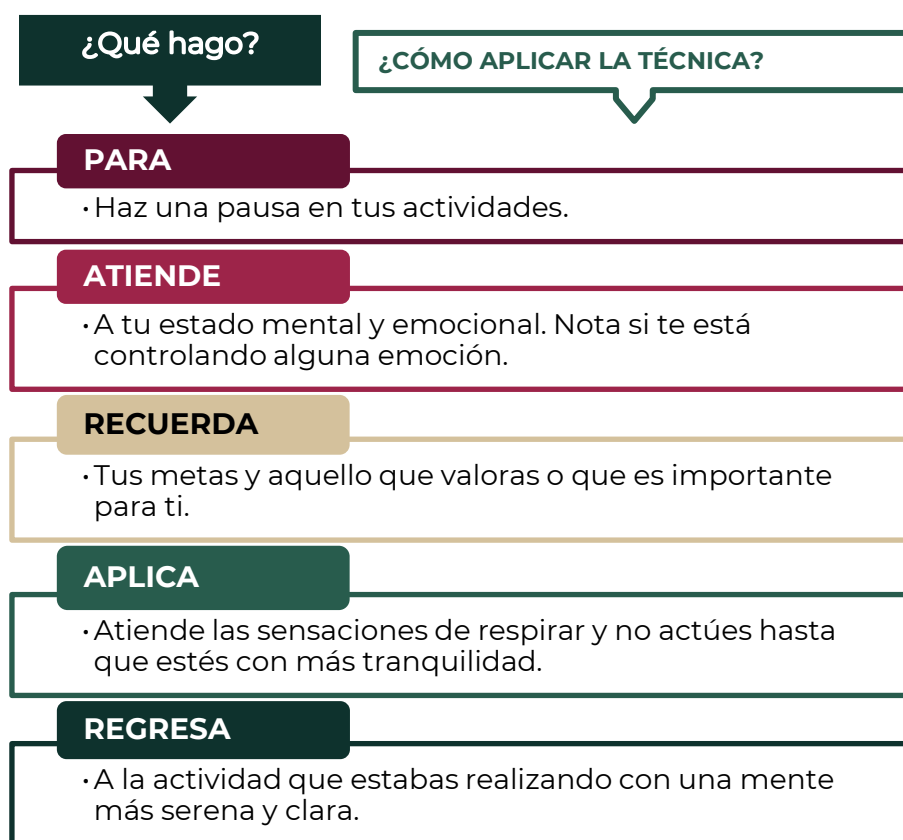 ¿Qué hago?
¿CÓMO APLICAR LA TÉCNICA?
PARA
·Haz una pausa en tus actividades.
ATIENDE
·A tu estado mental y emocional. Nota si te está
controlando alguna emoción.
RECUERDA
·Tus metas y aquello que valoras o que es importante
para ti.
APLICA
·Atiende las sensaciones de respirar y no actúes hasta
que estés con más tranquilidad.
REGRESA
·A la actividad que estabas realizando con una mente
más serena y clara.